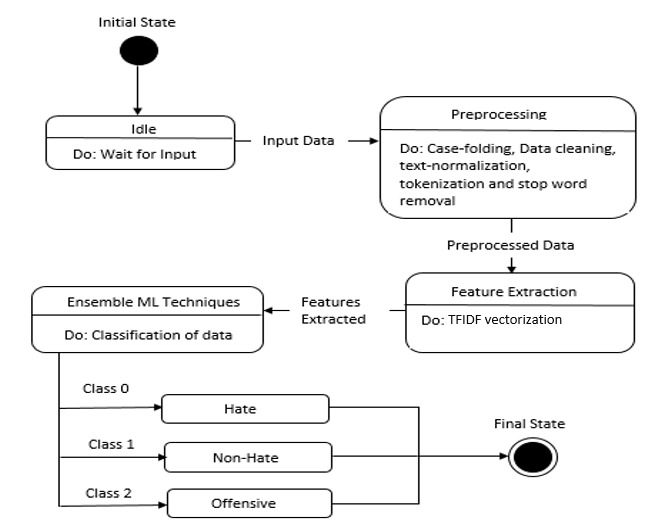 Initial State
Idle
Do: Wait for Input
Input Data
Preprocessing
Do: Case-folding, Data cleaning,
text-normalization,
tokenization and stop word
removal
Preprocessed Data
Feature Extraction
Do: TFIDF vectorization
Features
Extracted
Ensemble ML Techniques
Do: Classification of data
Class 0
Hate
Class 1
Non-Hate
Class 2
Offensive
Final State